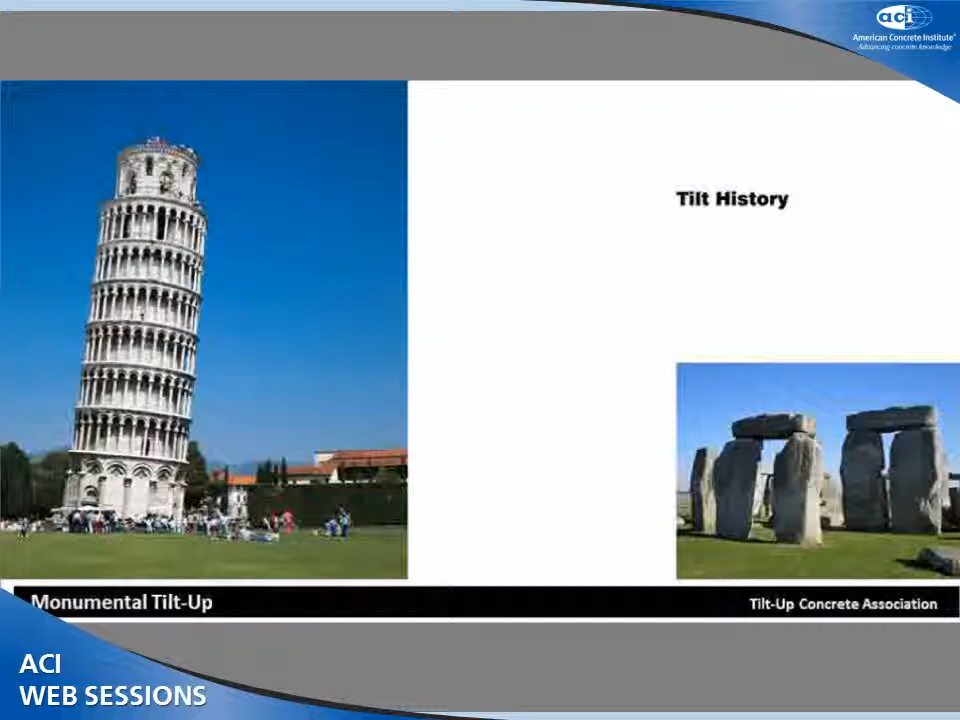 aci
American Concrete Institute®
Advancing concrete knowledge
Tilt History
Monumental Tilt-Up
Tilt-Up Concrete Association
ACI
WEB SESSIONS